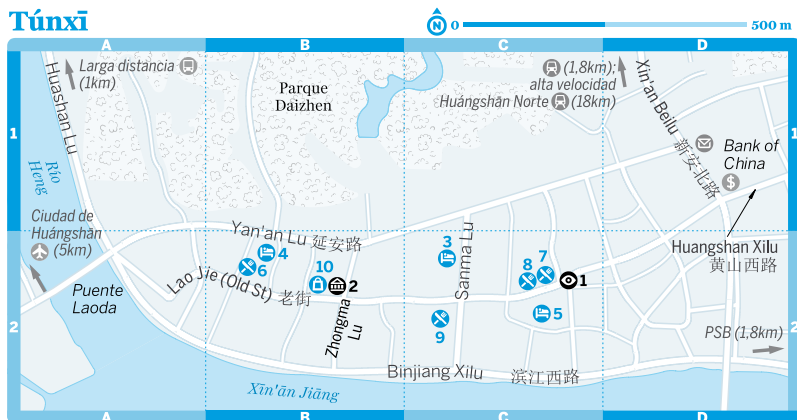 Túnxī
N 0 500 m
A B C D
Larga distancia
(1km)
Huashan Lu
Parque
Daizhen
(1,8km);
alta velocidad
Huángshān Norte (18km)
Xin'an Beilu 新安北路
1 1
Bank of
China
$
Río
Heng
Ciudad de
Huángshān
(5km)
Yan'an Lu 延安路
4
6
3
Sanma Lu
Huangshan Xilu
黄山西路
Lao Jie (Old St) 老街
10
2
8 7
1
Puente
Laoda
Zhongma
Lu
9
5
2 2
PSB (1,8km)
Binjiang Xilu 滨江西路
Xīn'ān Jiāng
A B C D